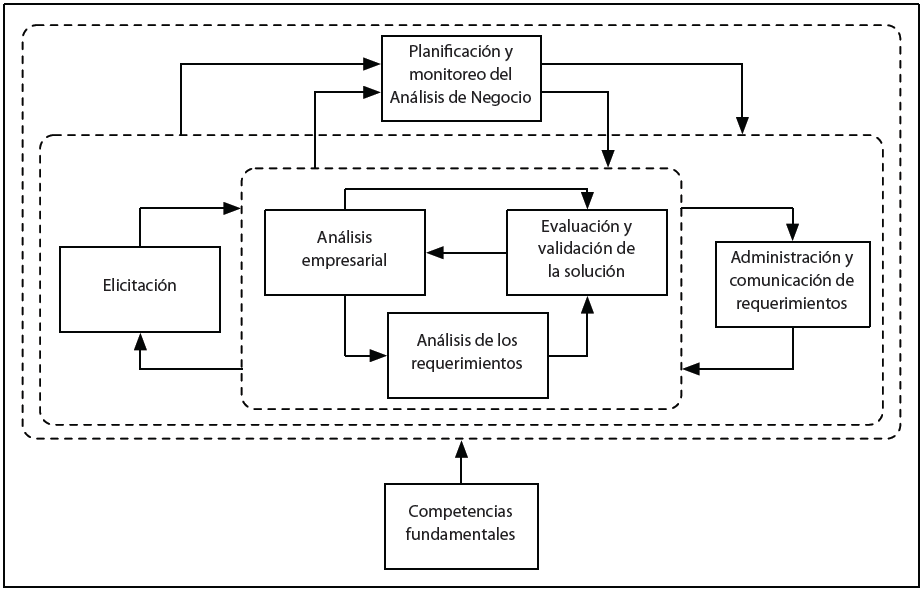 Planificación y
monitoreo del
Análisis de Negocio
Elicitación
Análisis
empresarial
Evaluación y
validación de
la solución
Administración y
comunicación de
requerimientos
Análisis de los
requerimientos
Competencias
fundamentales